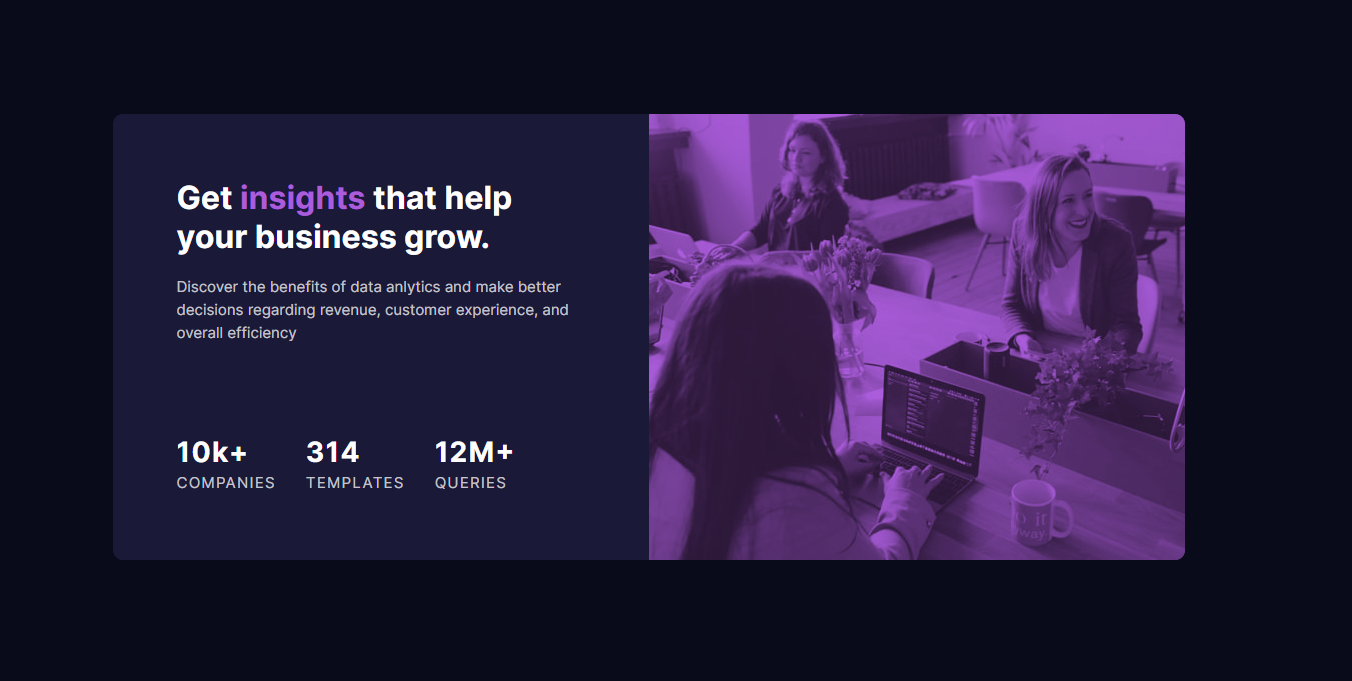 Get insights that help
your business grow.
Discover the benefits of data anlytics and make better
decisions regarding revenue, customer experience, and
overall efficiency
10k+ 314 12M+
COMPANIES TEMPLATES QUERIES